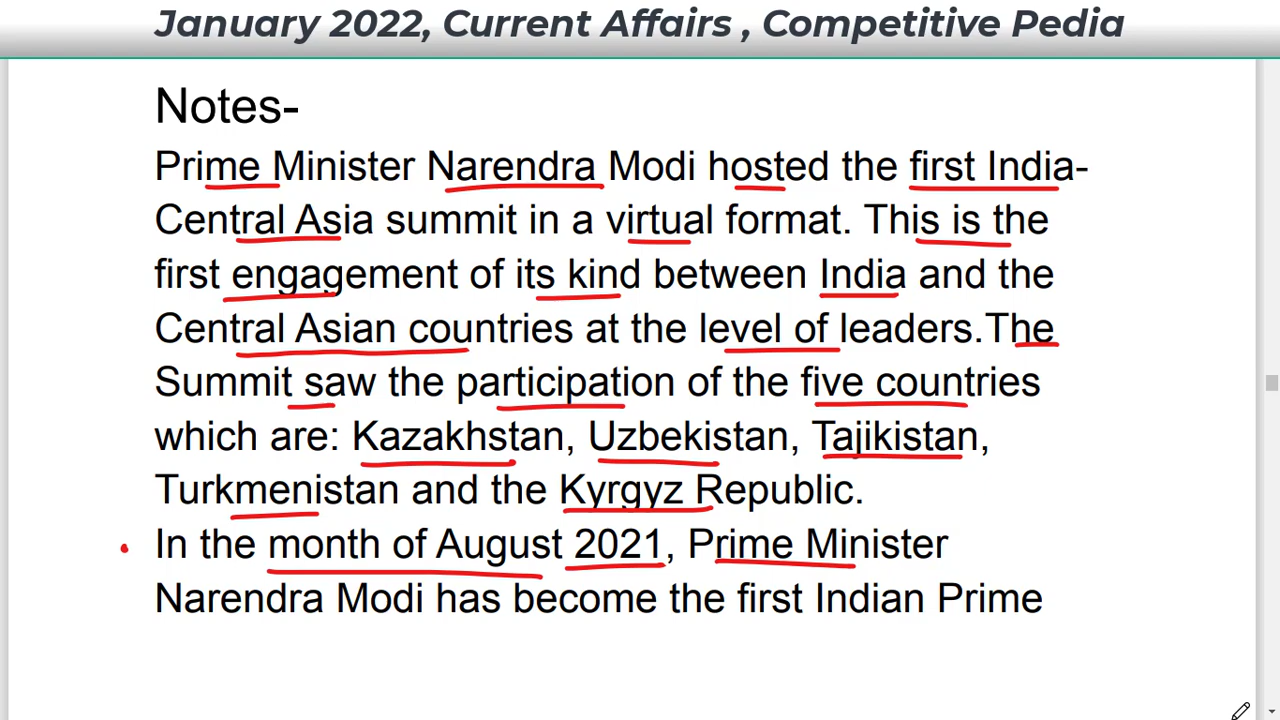 January 2022, Current Affairs , Competitive Pedia
Notes-
Prime Minister Narendra Modi hosted the first India-
Central Asia summit in a virtual format. This is the
first engagement of its kind between India and the
Central Asian countries at the level of leaders.The
Summit saw the participation of the five countries
which are: Kazakhstan, Uzbekistan, Tajikistan,
Turkmenistan and the Kyrgyz Republic.
In the month of August 2021, Prime Minister
Narendra Modi has become the first Indian Prime